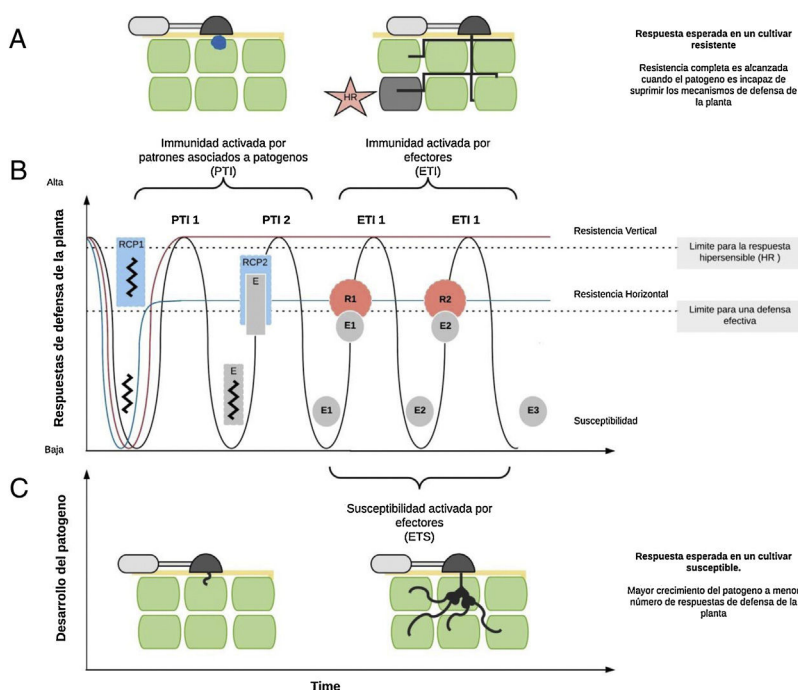 A
HR
Respuesta esperada en un cultivar
resistente
Resistencia completa es alcanzada
cuando el patogeno es incapaz de
suprimir los mecanismos de defensa de
la planta
Immunidad activada por
patrones asociados a patogenos
(PTI)
Immunidad activada por
efectores
(ETI)
B
Alta
Respuestas de defensa de la planta
Baja
PTI 1
PTI 2
ETI 1
ETI 1
RCP1
RCP2
E
E
R1
E1
R2
E2
E1
E2
E3
Resistencia Vertical
Limite para la respuesta
hipersensible (HR )
Resistencia Horizontal
Limite para una defensa
efectiva
Susceptibilidad
C
Susceptibilidad activada por
efectores
(ETS)
Desarrollo del patogeno
Respuesta esperada en un cultivar
susceptible.
Mayor crecimiento del patogeno a menor
número de respuestas de defensa de la
planta
Time